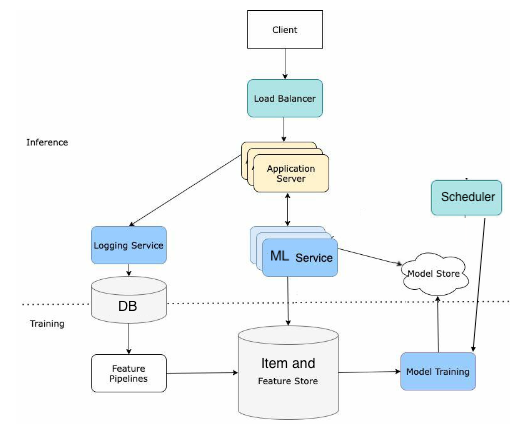 Client
Load Balancer
Inference
Application
Server
Scheduler
Logging Service
ML Service
Model Store
DB
Training
Item and
Feature Store
Feature
Pipelines
Model Training